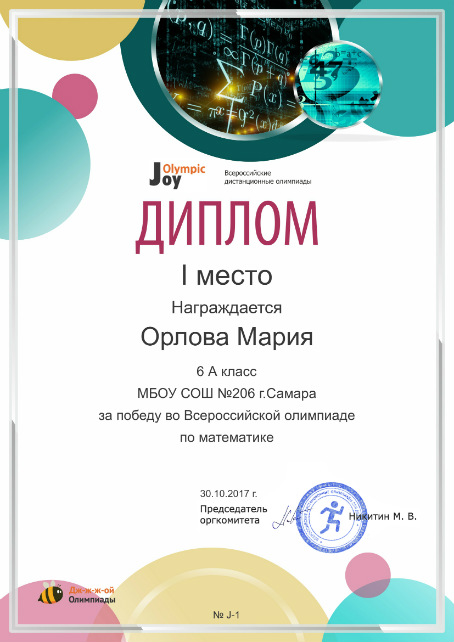 Olympic
Joy
Всероссийские
дистанционные олимпиады
ДИПЛОМ
I место
Награждается
Орлова Мария
6 А класс
МБОУ СОШ №206 г.Самара
за победу во Всероссийской олимпиаде
по математике
30.10.2017 г.
Председатель
оргкомитета
Никитин М. В.
Дж-ж-ж-ой
Олимпиады
№ J-1